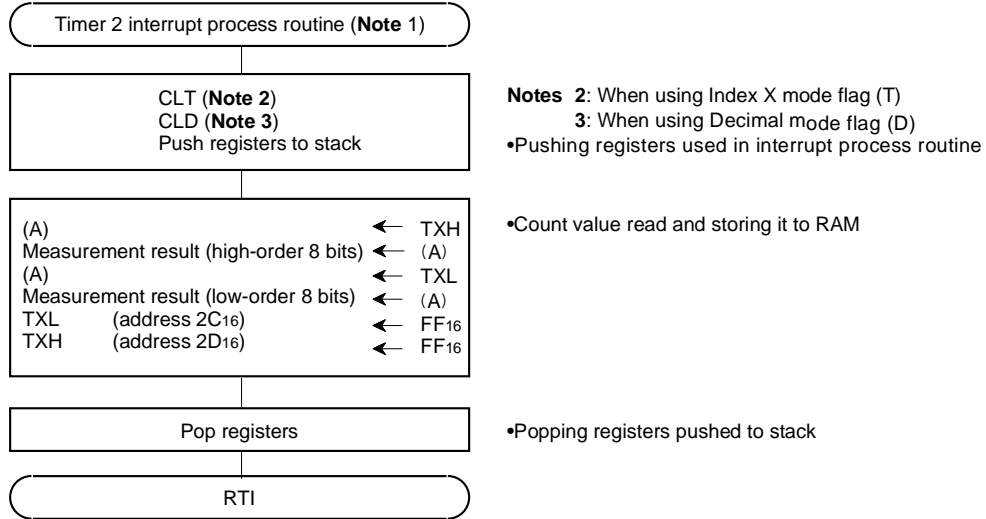 Timer 2 interrupt process routine (Note 1)
CLT (Note 2)
CLD (Note 3)
Push registers to stack
Notes 2: When using Index X mode flag (T)
3: When using Decimal mode flag (D)
•Pushing registers used in interrupt process routine
(A) ← TXH
Measurement result (high-order 8 bits) ← (A)
(A) ← TXL
Measurement result (low-order 8 bits) ← (A)
TXL (address 2C16) ← FF16
TXH (address 2D16) ← FF16
•Count value read and storing it to RAM
Pop registers
•Popping registers pushed to stack
RTI